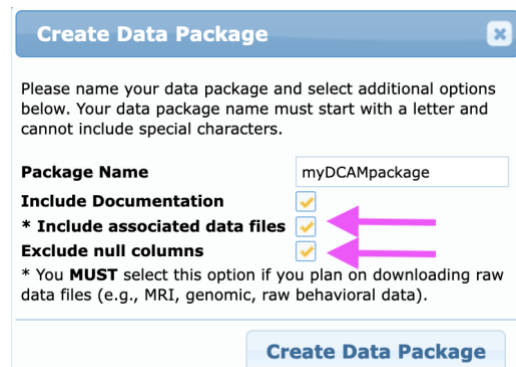 Create Data Package
Please name your data package and select additional options
below. Your data package name must start with a letter and
cannot include special characters.
Package Name myDCAMpackage
Include Documentation
* Include associated data files
Exclude null columns
* You MUST select this option if you plan on downloading raw
data files (e.g., MRI, genomic, raw behavioral data).
Create Data Package